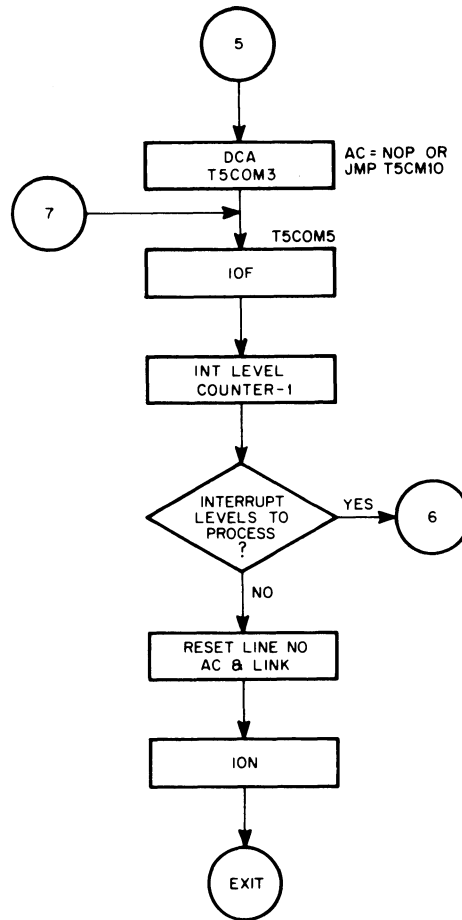 5
DCA
T5COM3
AC = NOP OR
JMP T5CM10
7
T5COM5
IOF
INT LEVEL
COUNTER-1
INTERRUPT
LEVELS TO
PROCESS
?
YES
6
NO
RESET LINE NO
AC & LINK
ION
EXIT